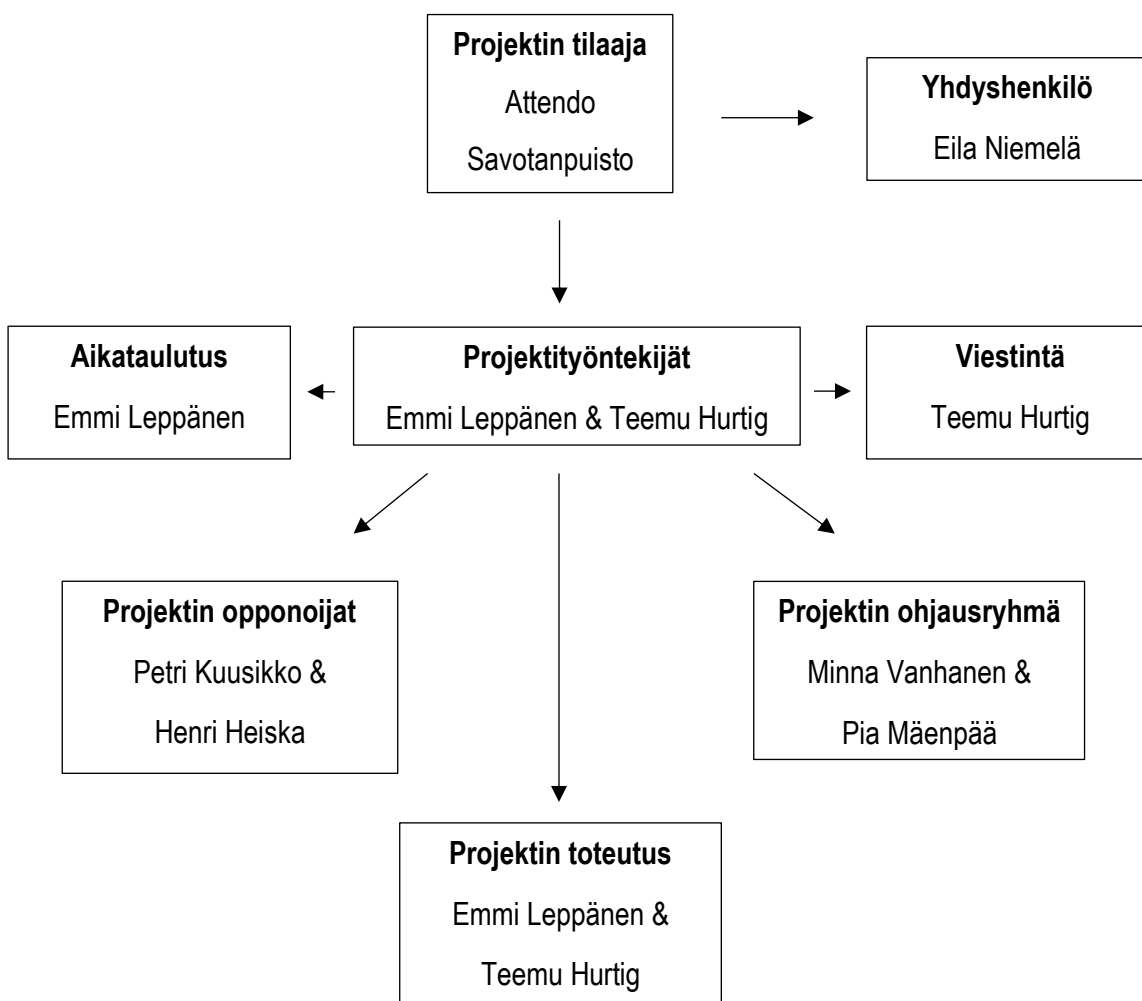 Projektin tilaaja
Attendo
Savotanpuisto
Yhdyshenkilö
Eila Niemelä
Aikataulutus
Emmi Leppänen
Projektityöntekijät
Emmi Leppänen & Teemu Hurtig
Viestintä
Teemu Hurtig
Projektin opponoijat
Petri Kuusikko &
Henri Heiska
Projektin ohjausryhmä
Minna Vanhanen &
Pia Mäenpää
Projektin toteutus
Emmi Leppänen &
Teemu Hurtig